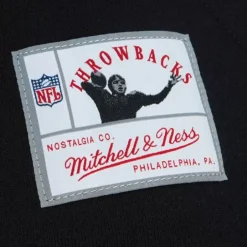 THROWBACKS
NFL
NOSTALGIA CO.
Mitchell & Ness
PHILADELPHIA, PA.